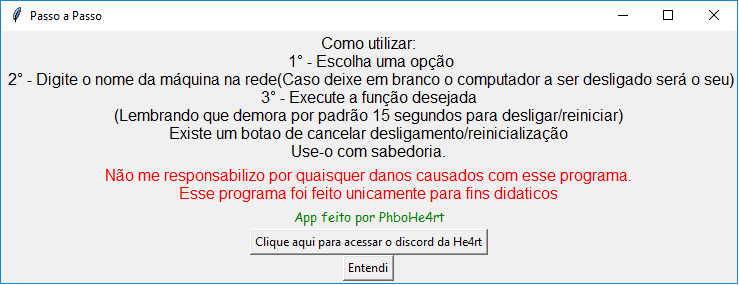 Passo a Passo
Como utilizar:
1° - Escolha uma opção
2° - Digite o nome da máquina na rede(Caso deixe em branco o computador a ser desligado será o seu)
3° - Execute a função desejada
(Lembrando que demora por padrão 15 segundos para desligar/reiniciar)
Existe um botao de cancelar desligamento/reinicialização
Use-o com sabedoria.
Não me responsabilizo por quaisquer danos causados com esse programa.
Esse programa foi feito unicamente para fins didaticos
App feito por PhboHe4rt
Clique aqui para acessar o discord da He4rt
Entendi